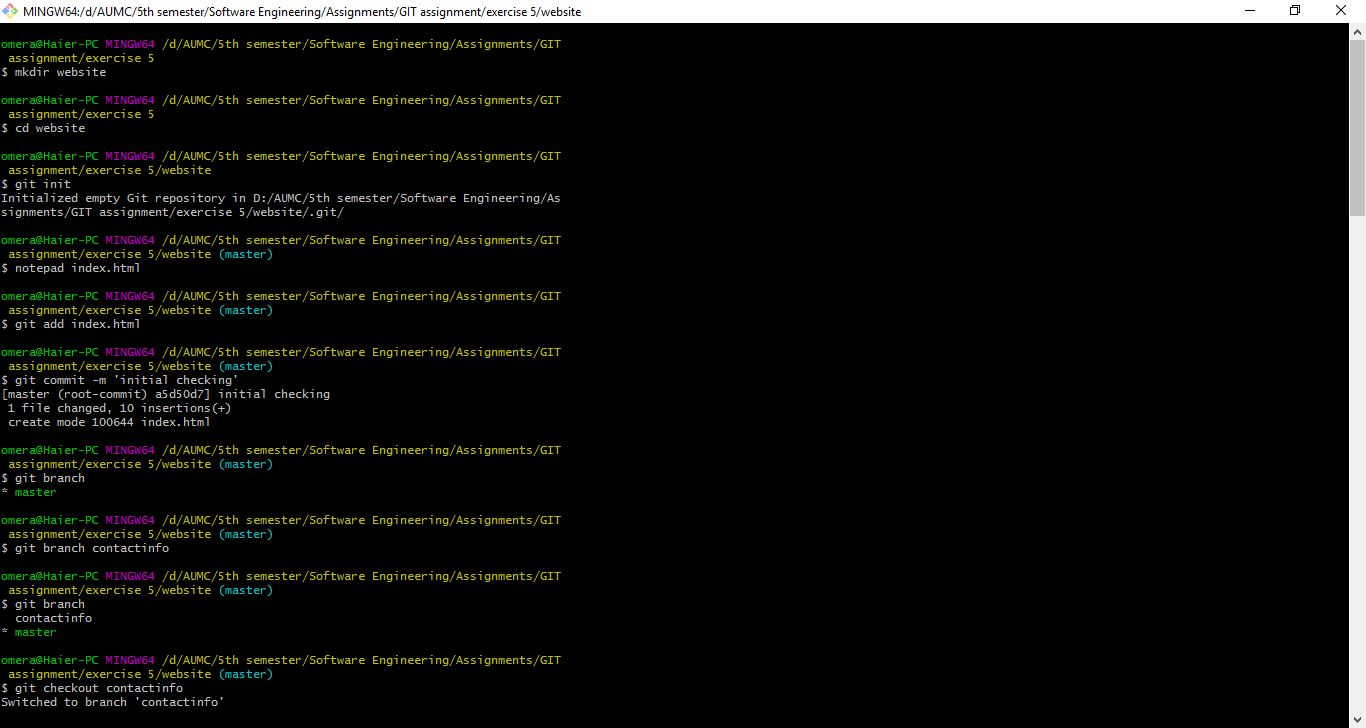 MINGW64:/d/AUMC/5th semester/Software Engineering/Assignments/GIT assignment/exercise 5/website
omera@Haier-PC MINGW64 /d/AUMC/5th semester/Software Engineering/Assignments/GIT
assignment/exercise 5
$ mkdir website
omera@Haier-PC MINGW64 /d/AUMC/5th semester/Software Engineering/Assignments/GIT
assignment/exercise 5
$ cd website
omera@Haier-PC MINGW64 /d/AUMC/5th semester/Software Engineering/Assignments/GIT
assignment/exercise 5/website
$ git init
Initialized empty Git repository in D:/AUMC/5th semester/Software Engineering/As
signments/GIT assignment/exercise 5/website/.git/
omera@Haier-PC MINGW64 /d/AUMC/5th semester/Software Engineering/Assignments/GIT
assignment/exercise 5/website (master)
$ notepad index.html
omera@Haier-PC MINGW64 /d/AUMC/5th semester/Software Engineering/Assignments/GIT
assignment/exercise 5/website (master)
$ git add index.html
omera@Haier-PC MINGW64 /d/AUMC/5th semester/Software Engineering/Assignments/GIT
assignment/exercise 5/website (master)
$ git commit -m 'initial checking'
[master (root-commit) a5d50d7] initial checking
1 file changed, 10 insertions(+)
create mode 100644 index.html
omera@Haier-PC MINGW64 /d/AUMC/5th semester/Software Engineering/Assignments/GIT
assignment/exercise 5/website (master)
$ git branch
* master
omera@Haier-PC MINGW64 /d/AUMC/5th semester/Software Engineering/Assignments/GIT
assignment/exercise 5/website (master)
$ git branch contactinfo
omera@Haier-PC MINGW64 /d/AUMC/5th semester/Software Engineering/Assignments/GIT
assignment/exercise 5/website (master)
$ git branch
contactinfo
* master
omera@Haier-PC MINGW64 /d/AUMC/5th semester/Software Engineering/Assignments/GIT
assignment/exercise 5/website (master)
$ git checkout contactinfo
Switched to branch 'contactinfo'